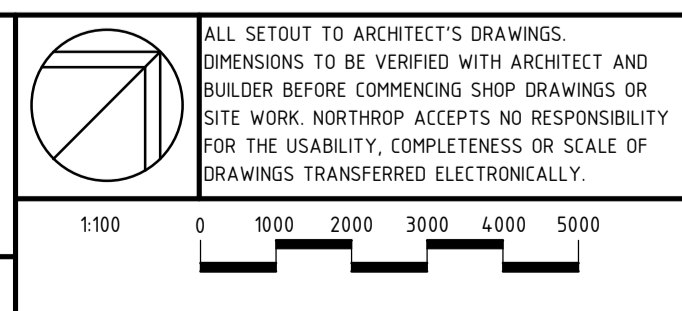 ALL SETOUT TO ARCHITECT'S DRAWINGS.
DIMENSIONS TO BE VERIFIED WITH ARCHITECT AND
BUILDER BEFORE COMMENCING SHOP DRAWINGS OR
SITE WORK. NORTHROP ACCEPTS NO RESPONSIBILITY
FOR THE USABILITY, COMPLETENESS OR SCALE OF
DRAWINGS TRANSFERRED ELECTRONICALLY.
1:100 0 1000 2000 3000 4000 5000